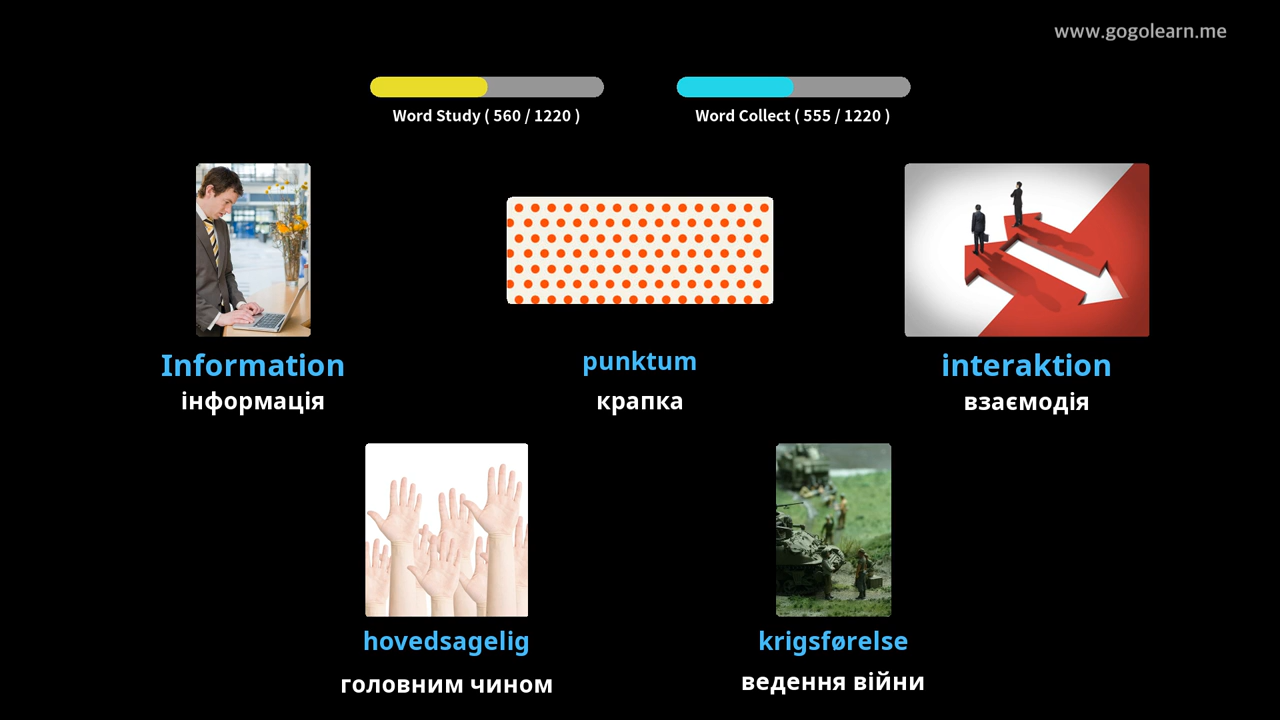 www.gogolearn.me
Word Study ( 560 / 1220 )
Word Collect ( 555 / 1220 )
Information
інформація
punktum
крапка
interaktion
взаємодія
hovedsagelig
головним чином
krigsførelse
ведення війни